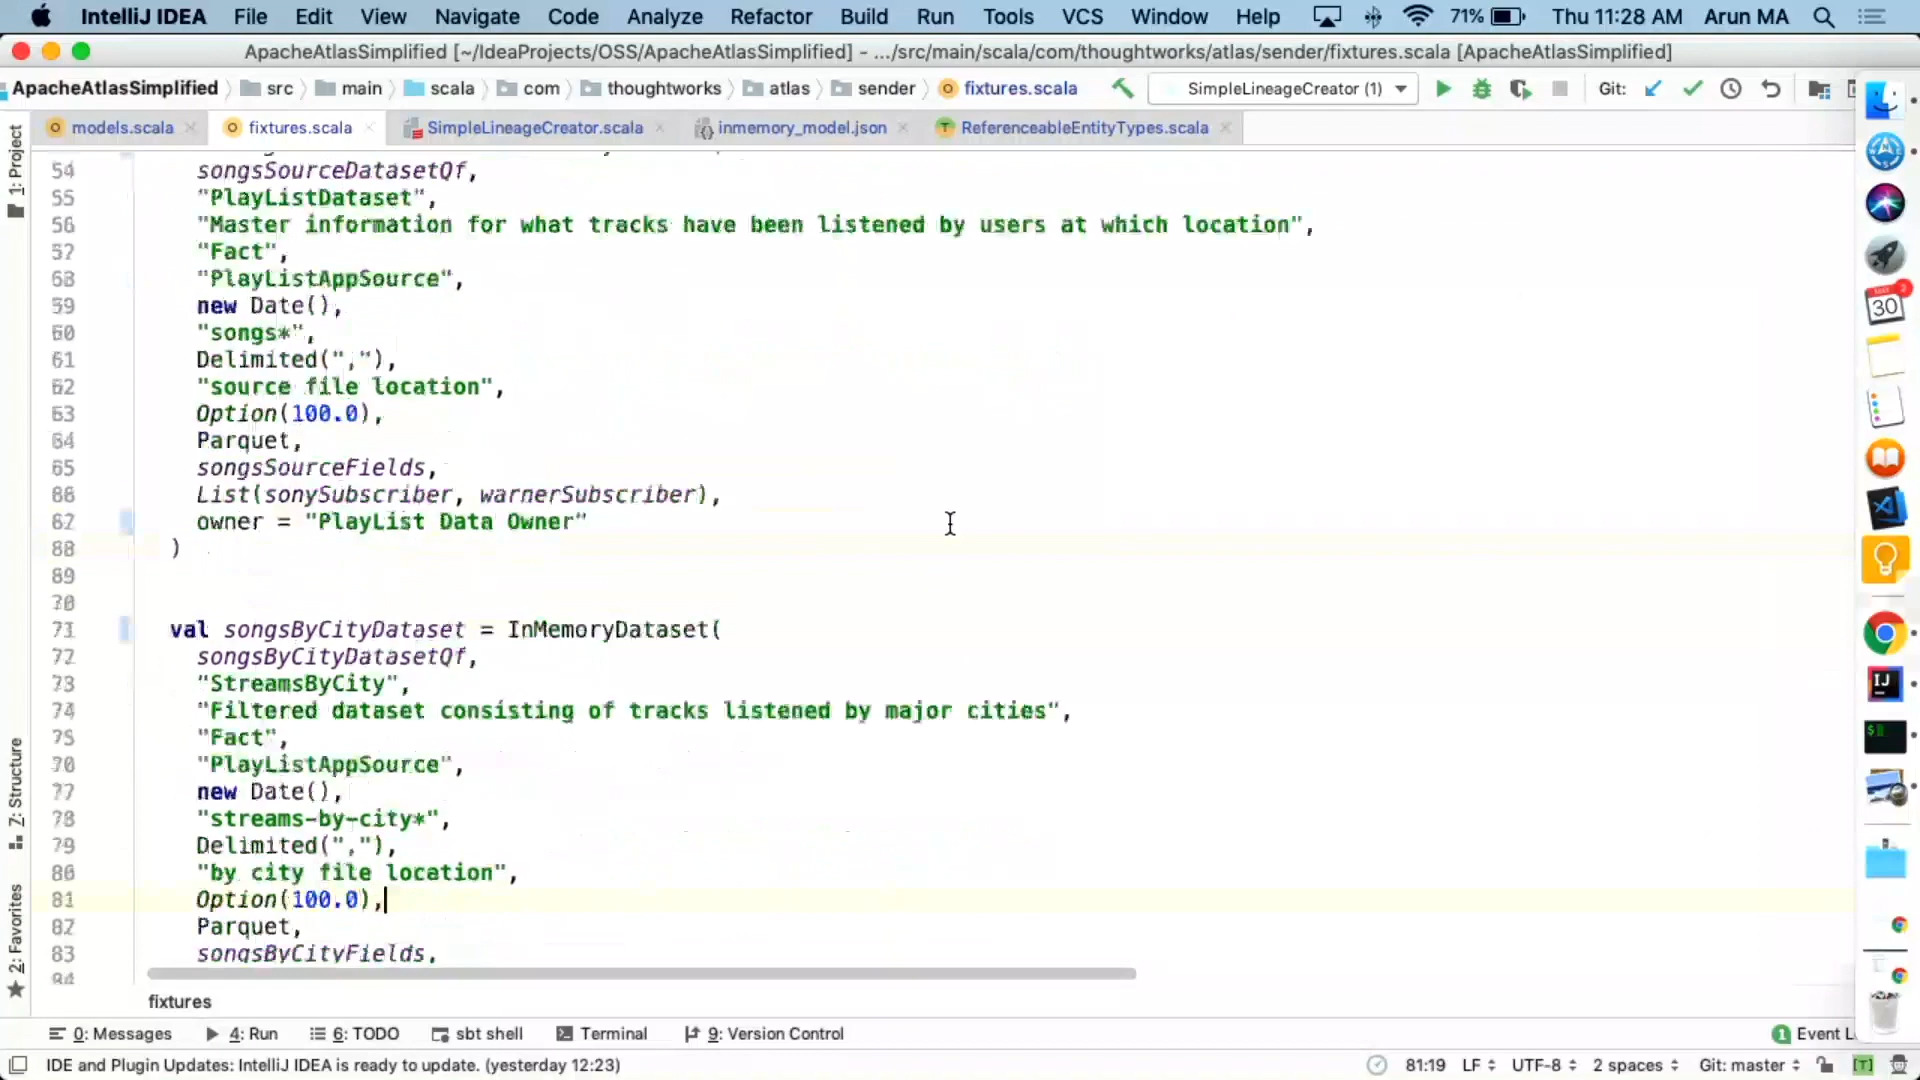 IntelliJ IDEA File Edit View Navigate Code Analyze Refactor Build Run Tools VCS Window Help 71% Thu 11:28 AM Arun MA
ApacheAtlasSimplified [~/IdeaProjects/OSS/ApacheAtlasSimplified] - .../src/main/scala/com/thoughtworks/atlas/sender/fixtures.scala [ApacheAtlasSimplified]
ApacheAtlasSimplified src main scala com thoughtworks atlas sender fixtures.scala SimpleLineageCreator (1) Git:
models.scala fixtures.scala SimpleLineageCreator.scala inmemory_model.json ReferenceableEntityTypes.scala
1: Project
7: Structure
2: Favorites
54 songsSourceDatasetQf,
55 "PlayListDataset",
56 "Master information for what tracks have been listened by users at which location",
57 "Fact",
58 "PlayListAppSource",
59 new Date(),
60 "songs*",
61 Delimited(","),
62 "source file location",
63 Option(100.0),
64 Parquet,
65 songsSourceFields,
66 List(sonySubscriber, warnerSubscriber),
67 owner = "PlayList Data Owner"
68 )
69
70
71 val songsByCityDataset = InMemoryDataset(
72 songsByCityDatasetQf,
73 "StreamsByCity",
74 "Filtered dataset consisting of tracks listened by major cities",
75 "Fact",
76 "PlayListAppSource",
77 new Date(),
78 "streams-by-city*",
79 Delimited(","),
80 "by city file location",
81 Option(100.0),
82 Parquet,
83 songsByCityFields,
84
fixtures
0: Messages 4: Run 6: TODO sbt shell Terminal 9: Version Control 1 Event L
IDE and Plugin Updates: IntelliJ IDEA is ready to update. (yesterday 12:23) 81:19 LF UTF-8 2 spaces Git: master [T]
30
IJ